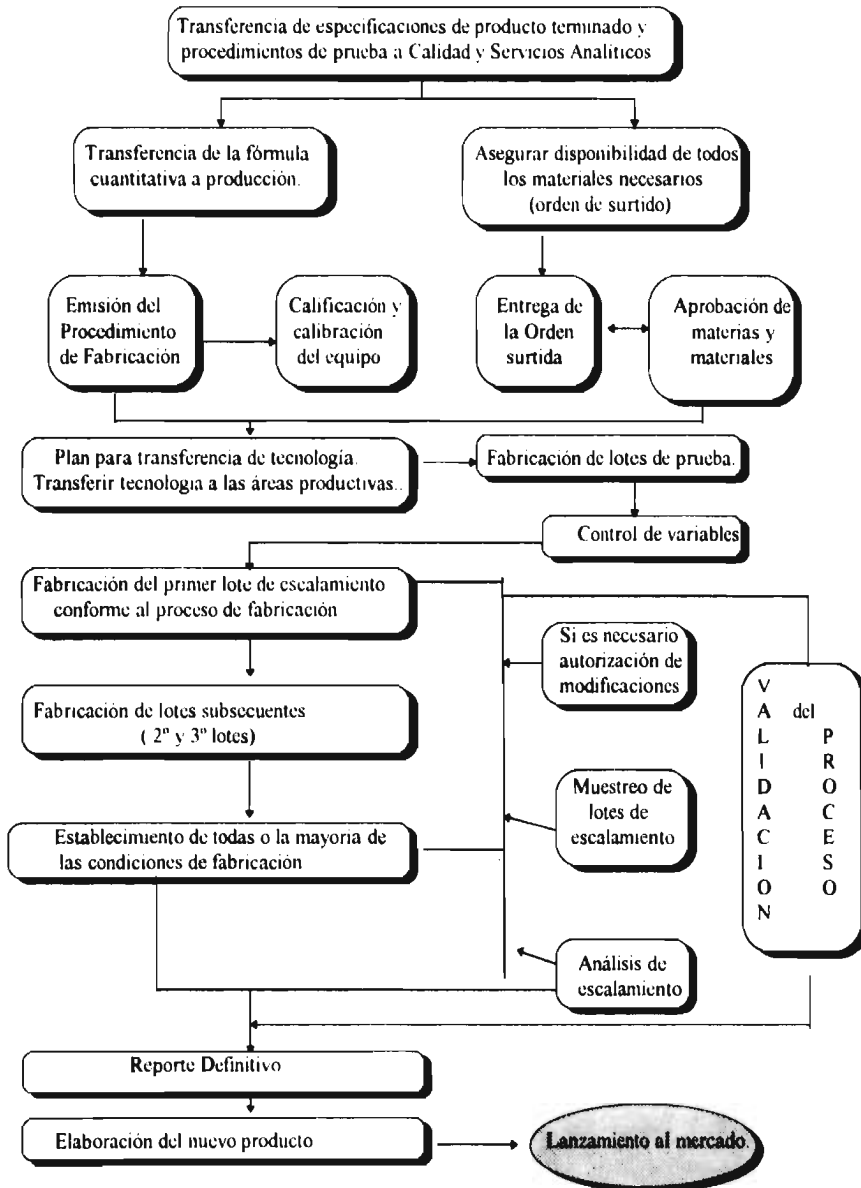 Transferencia de especificaciones de producto terminado y
procedimientos de prueba a Calidad y Servicios Analíticos
Transferencia de la fórmula
cuantitativa a producción.
Asegurar disponibilidad de todos
los materiales necesarios
(orden de surtido)
Emisión del
Procedimiento
de Fabricación
Calificación y
calibración
del equipo
Entrega de
la Orden
surtida
Aprobación de
materias y
materiales
Plan para transferencia de tecnología.
Transferir tecnologia a las áreas productivas..
Fabricación de lotes de prueba.
Control de variables
Fabricación del primer lote de escalamiento
conforme al proceso de fabricación
Si es necesario
autorización de
modificaciones
Fabricación de lotes subsecuentes
( 2º y 3º lotes)
Muestreo de
lotes de
escalamiento
Establecimiento de todas o la mayoria de
las condiciones de fabricación
Análisis de
escalamiento
VALIDACION
del
PROCESO
Reporte Definitivo
Elaboración del nuevo producto
Lanzamiento al mercado.